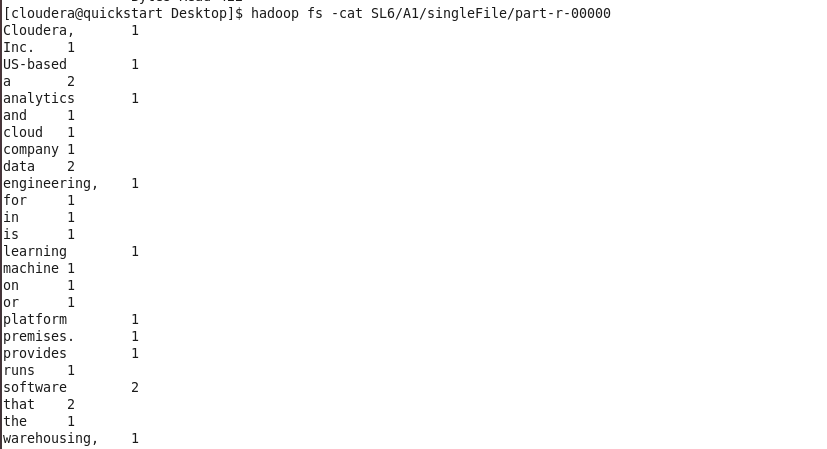 [cloudera@quickstart Desktop]$ hadoop fs -cat SL6/A1/singleFile/part-r-00000
Cloudera,	1
Inc.	1
US-based	1
a	2
analytics	1
and	1
cloud	1
company	1
data	2
engineering,	1
for	1
in	1
is	1
learning	1
machine	1
on	1
or	1
platform	1
premises.	1
provides	1
runs	1
software	2
that	2
the	1
warehousing,	1